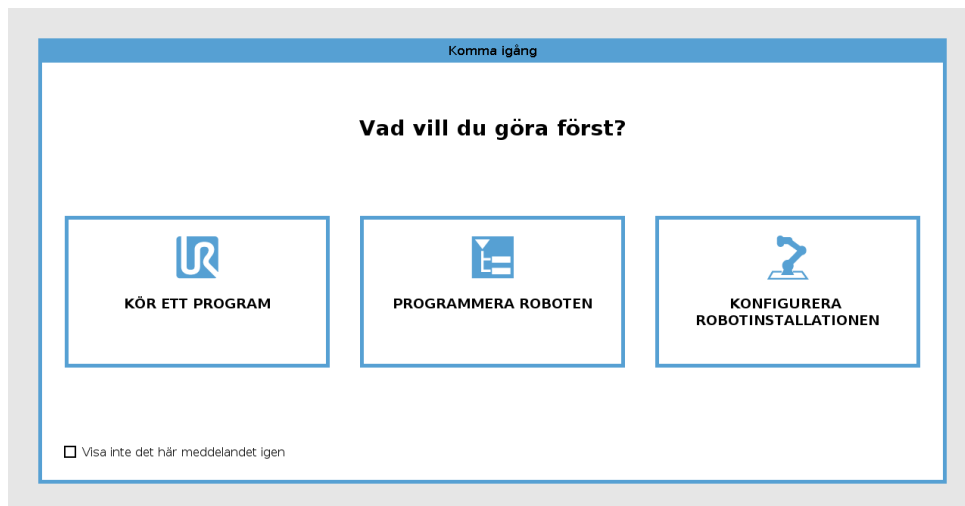 Komma igång
Vad vill du göra först?
KÖR ETT PROGRAM
PROGRAMMERA ROBOTEN
KONFIGURERA
ROBOTINSTALLATIONEN
Visa inte det här meddelandet igen